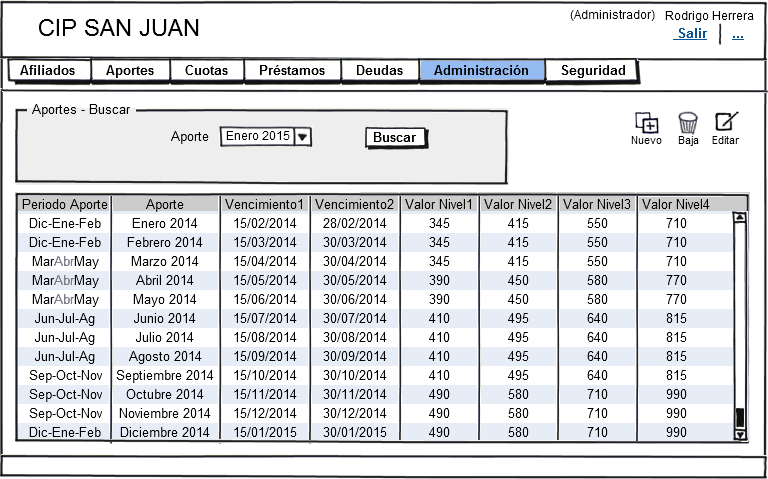 CIP SAN JUAN
(Administrador) Rodrigo Herrera
Salir | ...
Afiliados Aportes Cuotas Préstamos Deudas Administración Seguridad
Aportes - Buscar
Aporte Enero 2015 Buscar
Nuevo Baja Editar
Periodo Aporte Aporte Vencimiento1 Vencimiento2 Valor Nivel1 Valor Nivel2 Valor Nivel3 Valor Nivel4
Dic-Ene-Feb Enero 2014 15/02/2014 28/02/2014 345 415 550 710
Dic-Ene-Feb Febrero 2014 15/03/2014 30/03/2014 345 415 550 710
MarAbrMay Marzo 2014 15/04/2014 30/04/2014 345 415 550 710
MarAbrMay Abril 2014 15/05/2014 30/05/2014 390 450 580 770
MarAbrMay Mayo 2014 15/06/2014 30/06/2014 390 450 580 770
Jun-Jul-Ag Junio 2014 15/07/2014 30/07/2014 410 495 640 815
Jun-Jul-Ag Julio 2014 15/08/2014 30/08/2014 410 495 640 815
Jun-Jul-Ag Agosto 2014 15/09/2014 30/09/2014 410 495 640 815
Sep-Oct-Nov Septiembre 2014 15/10/2014 30/10/2014 410 495 640 815
Sep-Oct-Nov Octubre 2014 15/11/2014 30/11/2014 490 580 710 990
Sep-Oct-Nov Noviembre 2014 15/12/2014 30/12/2014 490 580 710 990
Dic-Ene-Feb Diciembre 2014 15/01/2015 30/01/2015 490 580 710 990